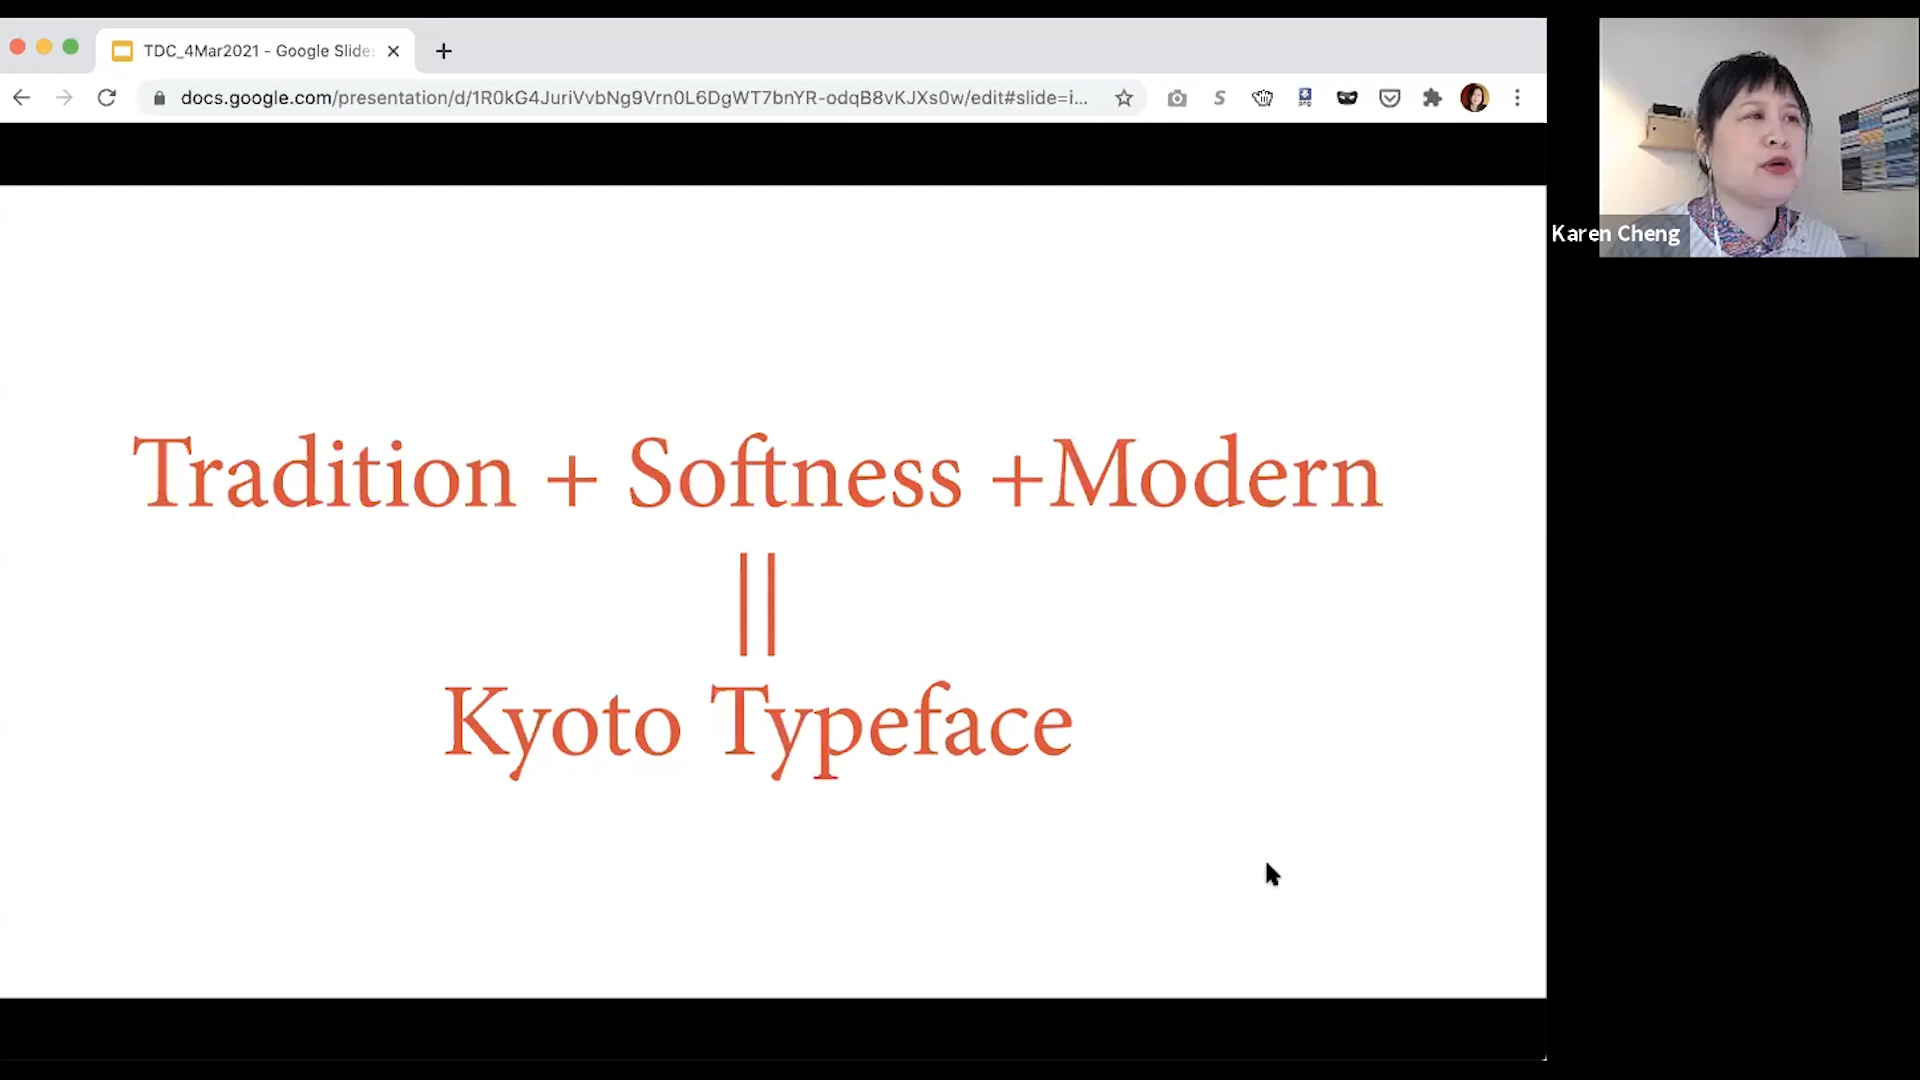 TDC_4Mar2021 - Google Slide
docs.google.com/presentation/d/1R0kG4JuriVvbNg9Vrn0L6DgWT7bnYR-odqB8vKJXs0w/edit#slide=i...
Karen Cheng
Tradition + Softness +Modern
||
Kyoto Typeface